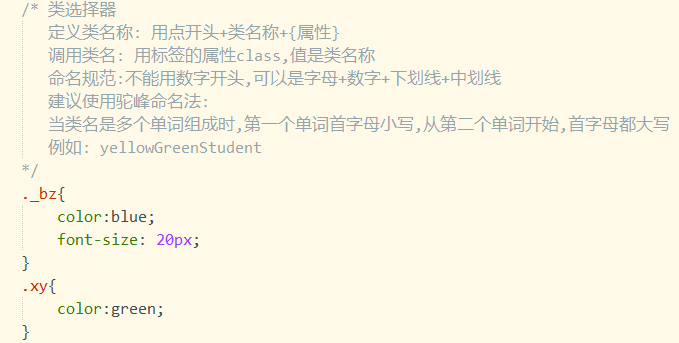 /* 类选择器
定义类名称: 用点开头+类名称+{属性}
调用类名: 用标签的属性class,值是类名称
命名规范:不能用数字开头,可以是字母+数字+下划线+中划线
建议使用驼峰命名法:
当类名是多个单词组成时,第一个单词首字母小写,从第二个单词开始,首字母都大写
例如: yellowGreenStudent
*/
._bz{
color:blue;
font-size: 20px;
}
.xy{
color:green;
}